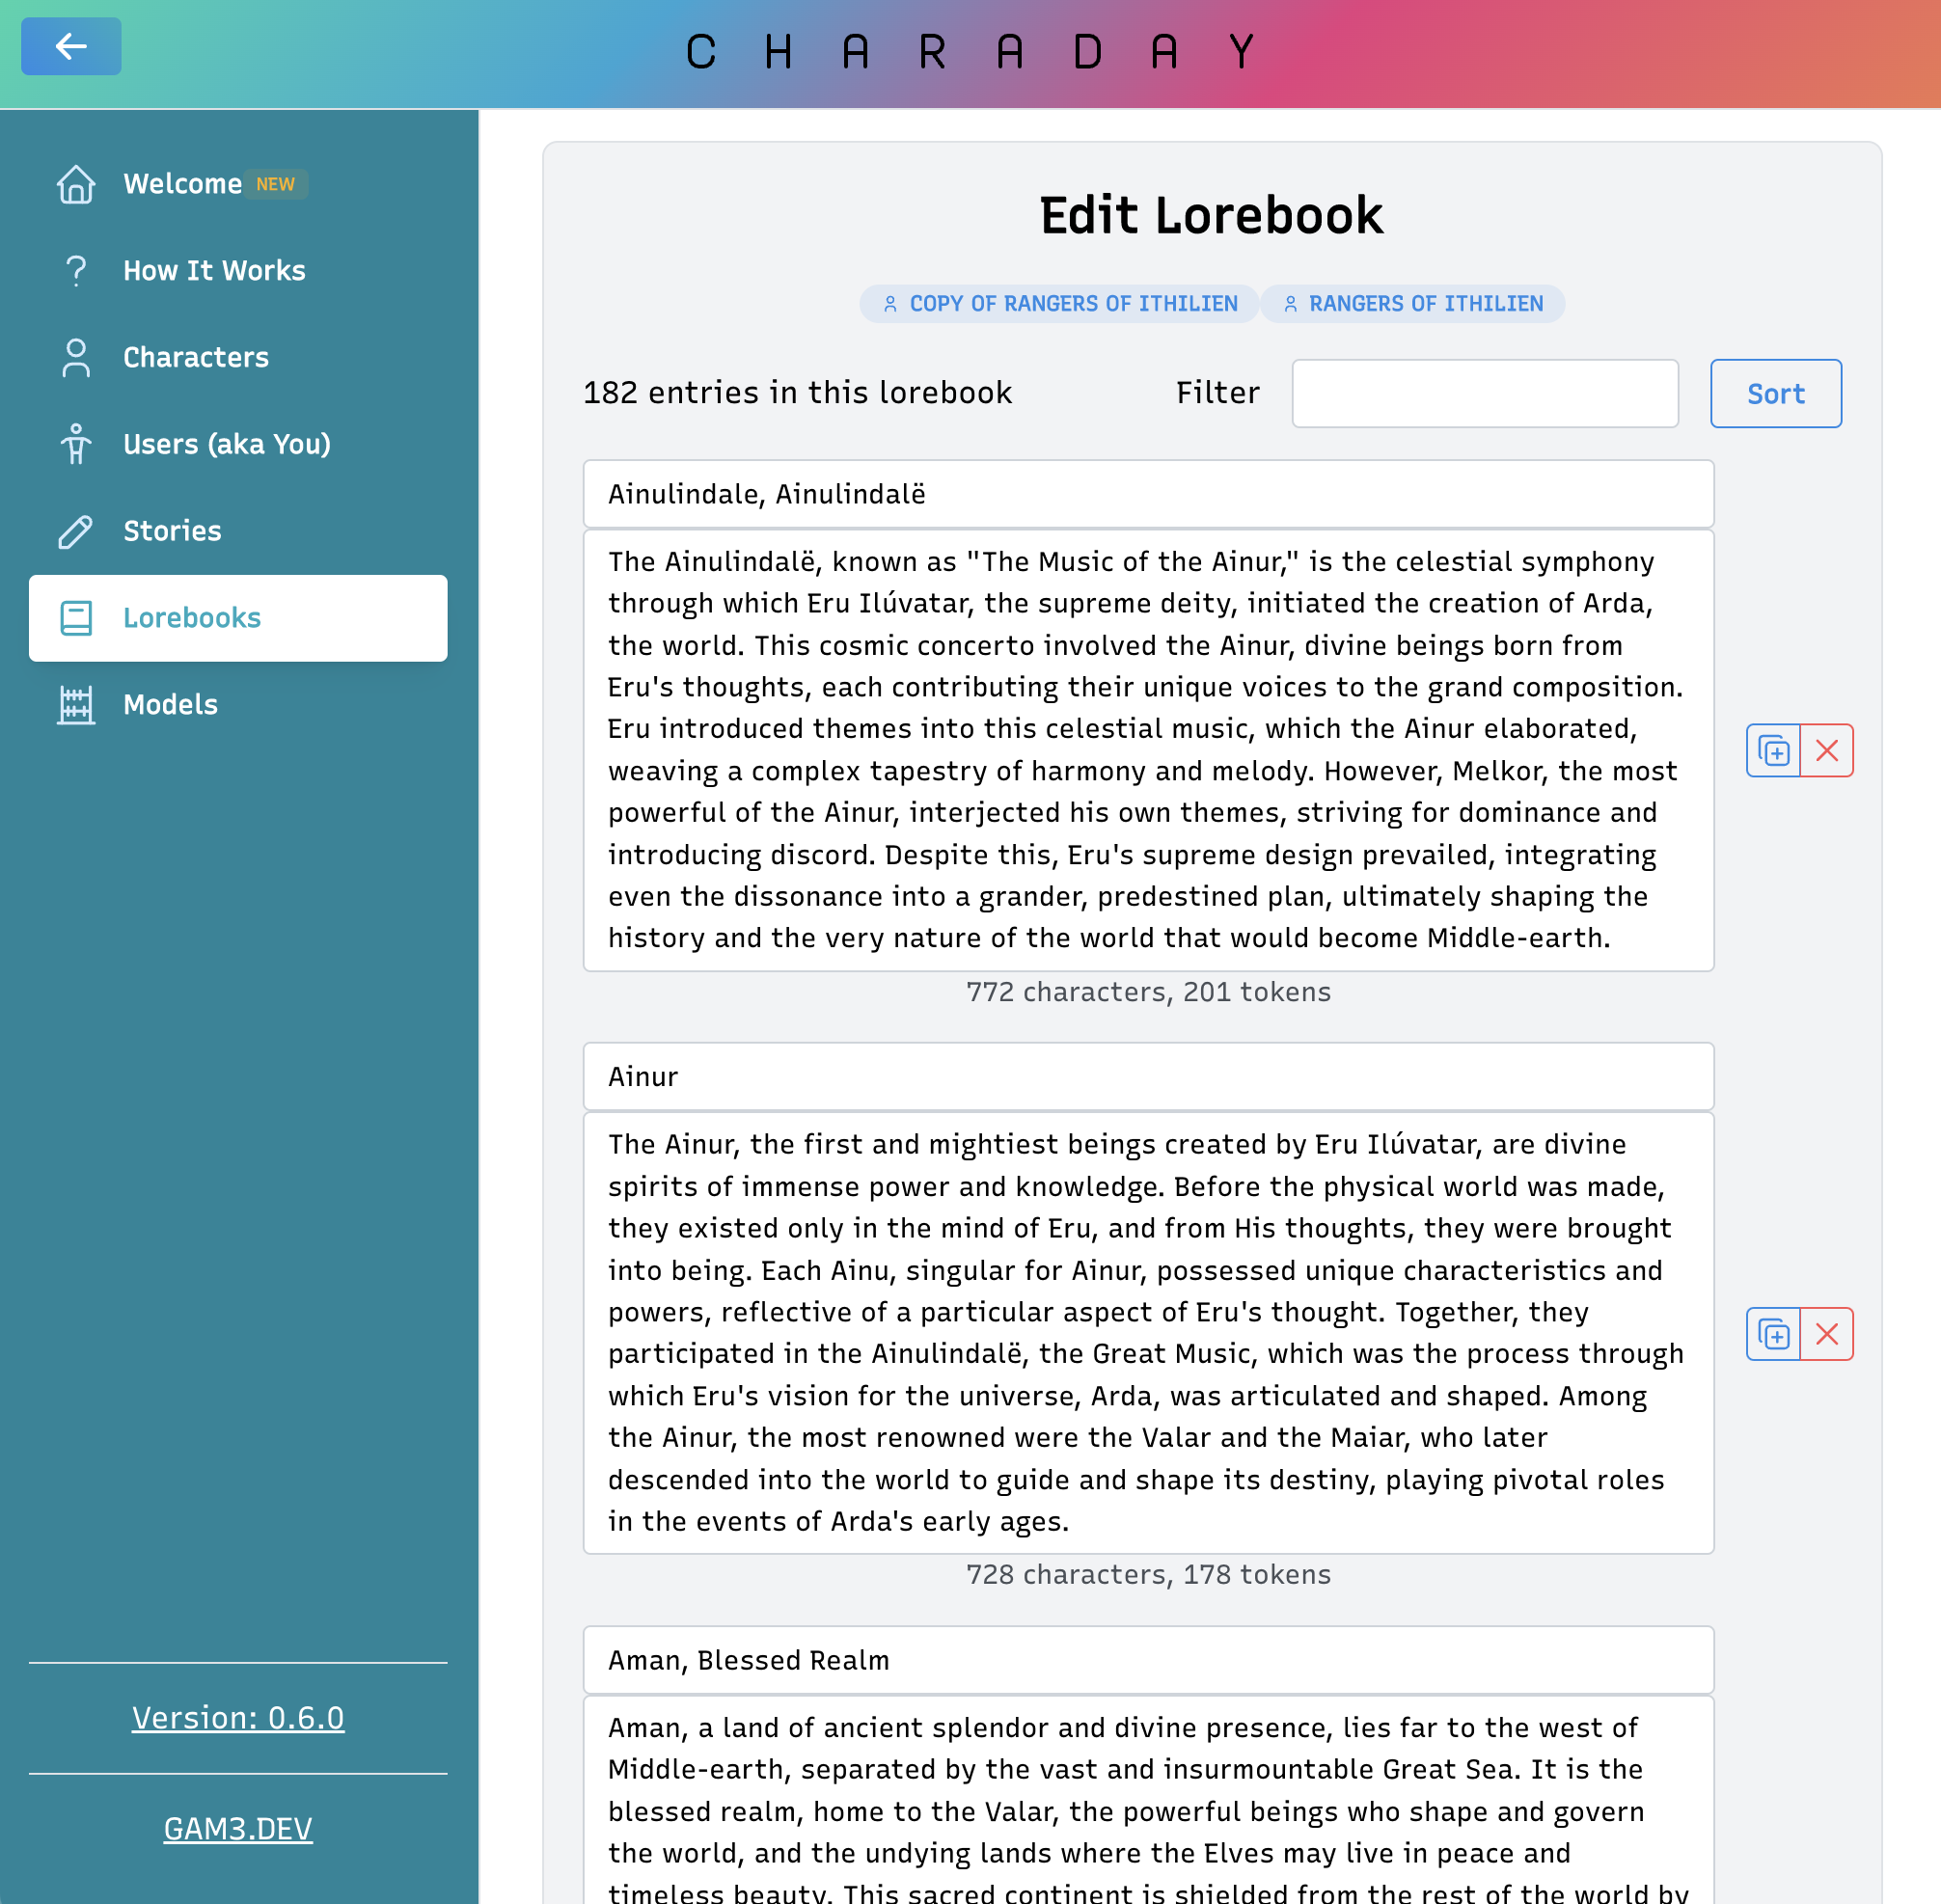 C H A R A D A Y
Welcome NEW
How It Works
Characters
Users (aka You)
Stories
Lorebooks
Models
Version: 0.6.0
GAM3.DEV
Edit Lorebook
COPY OF RANGERS OF ITHILIEN
RANGERS OF ITHILIEN
182 entries in this lorebook
Filter
Sort
Ainulindale, Ainulindalë
The Ainulindalë, known as "The Music of the Ainur," is the celestial symphony
through which Eru Ilúvatar, the supreme deity, initiated the creation of Arda,
the world. This cosmic concerto involved the Ainur, divine beings born from
Eru's thoughts, each contributing their unique voices to the grand composition.
Eru introduced themes into this celestial music, which the Ainur elaborated,
weaving a complex tapestry of harmony and melody. However, Melkor, the most
powerful of the Ainur, interjected his own themes, striving for dominance and
introducing discord. Despite this, Eru's supreme design prevailed, integrating
even the dissonance into a grander, predestined plan, ultimately shaping the
history and the very nature of the world that would become Middle-earth.
772 characters, 201 tokens
Ainur
The Ainur, the first and mightiest beings created by Eru Ilúvatar, are divine
spirits of immense power and knowledge. Before the physical world was made,
they existed only in the mind of Eru, and from His thoughts, they were brought
into being. Each Ainu, singular for Ainur, possessed unique characteristics and
powers, reflective of a particular aspect of Eru's thought. Together, they
participated in the Ainulindalë, the Great Music, which was the process through
which Eru's vision for the universe, Arda, was articulated and shaped. Among
the Ainur, the most renowned were the Valar and the Maiar, who later
descended into the world to guide and shape its destiny, playing pivotal roles
in the events of Arda's early ages.
728 characters, 178 tokens
Aman, Blessed Realm
Aman, a land of ancient splendor and divine presence, lies far to the west of
Middle-earth, separated by the vast and insurmountable Great Sea. It is the
blessed realm, home to the Valar, the powerful beings who shape and govern
the world, and the undying lands where the Elves may live in peace and
timeless beauty. This sacred continent is shielded from the rest of the world by